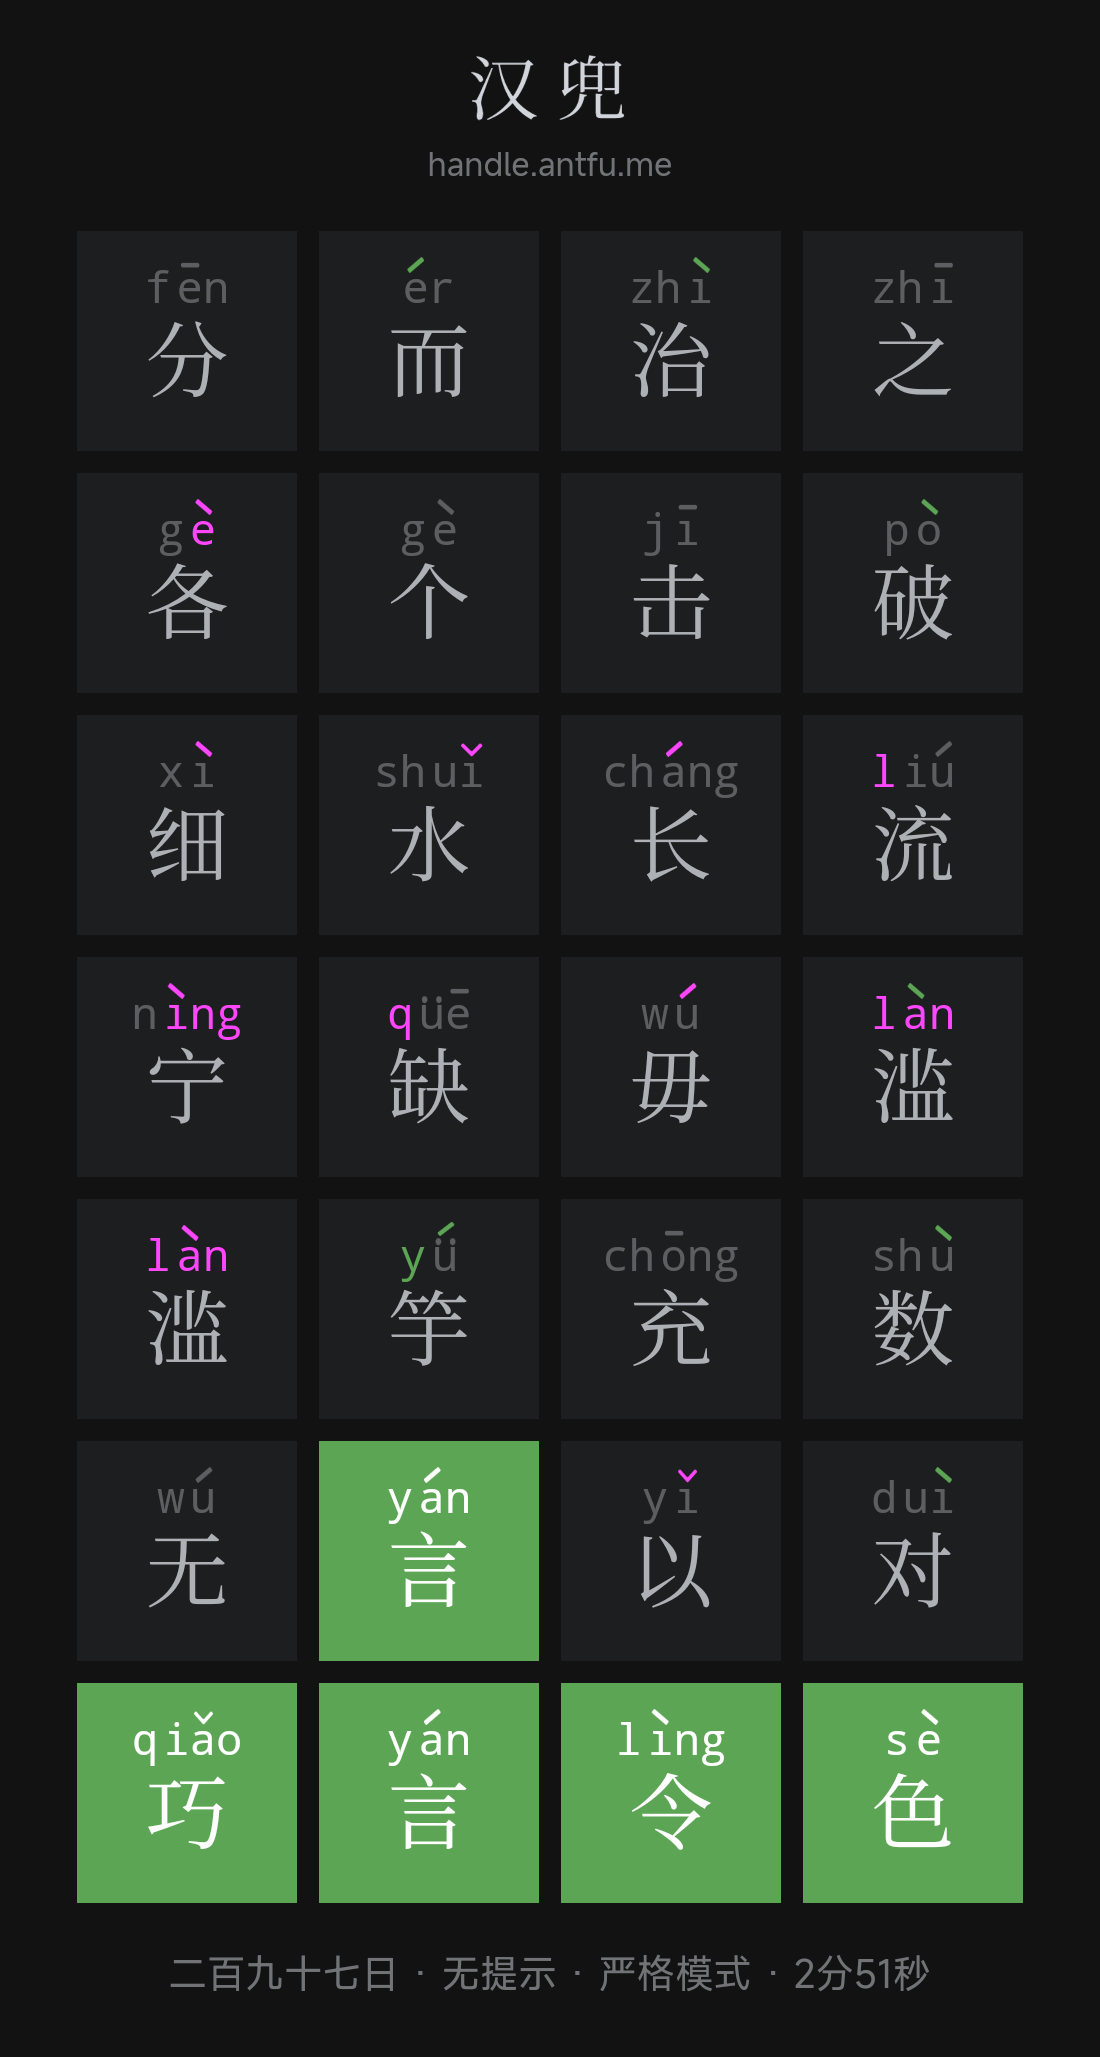 汉兜
handle.antfu.me
fēn ér zhì zhī
分 而 治 之
gè gè jī pò
各 个 击 破
xì shuǐ cháng liú
细 水 长 流
nìng qüē wú làn
宁 缺 毋 滥
làn yǘ chōng shù
滥 竽 充 数
wú yán yǐ duì
无 言 以 对
qiǎo yán lìng sè
巧 言 令 色
二百九十七日 · 无提示 · 严格模式 · 2分51秒